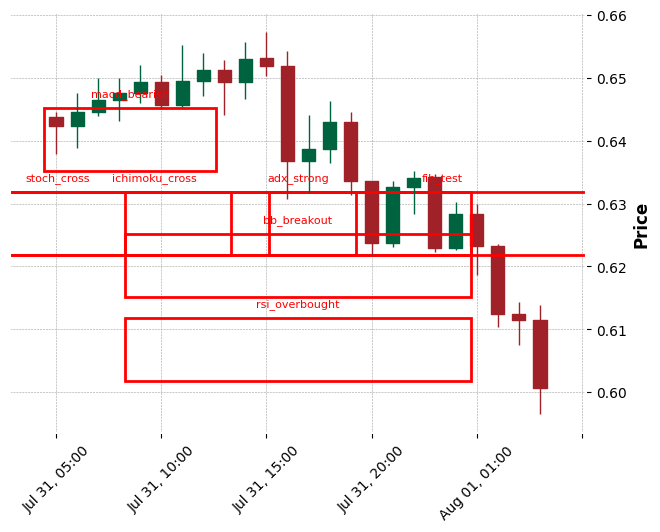 0.66
0.65
macd_bearish
0.64
stoch_cross ichimoku_cross adx_strong fib_test
0.63
bb_breakout
Price
0.62
rsi_overbought
0.61
0.60
Jul 31, 05:00
Jul 31, 10:00
Jul 31, 15:00
Jul 31, 20:00
Aug 01, 01:00